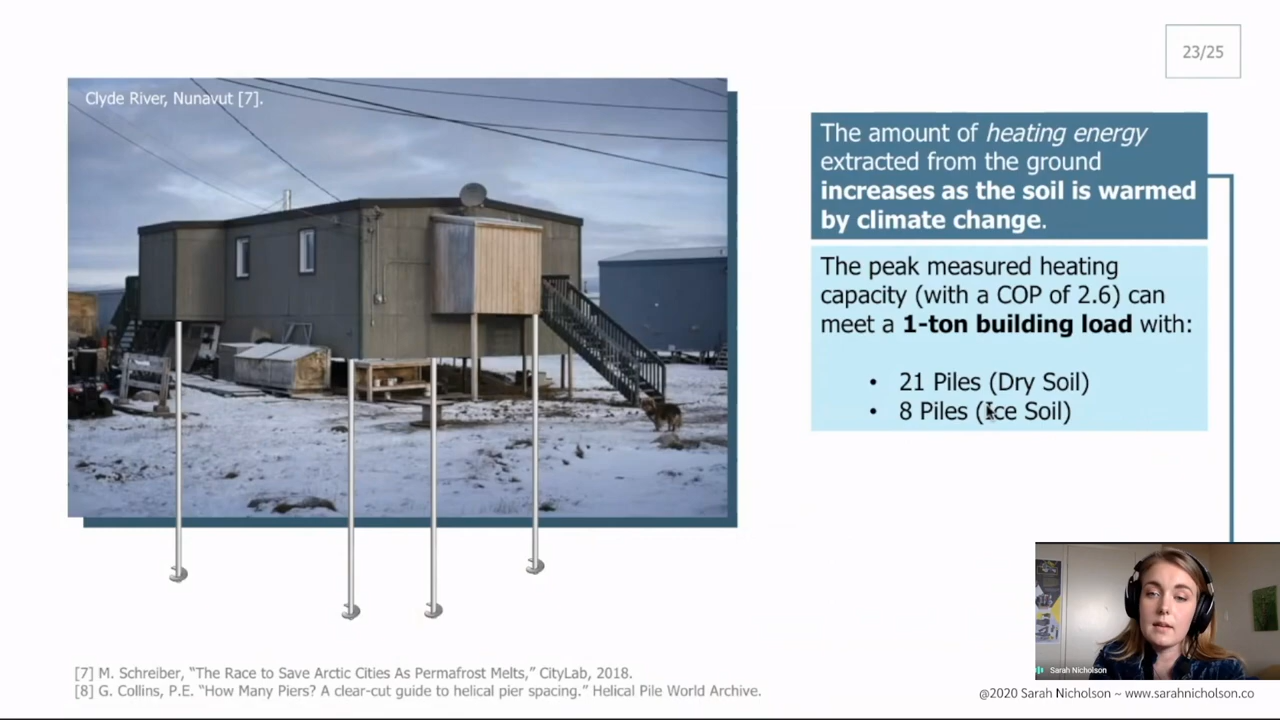 23/25
Clyde River, Nunavut [7].
The amount of heating energy
extracted from the ground
increases as the soil is warmed
by climate change.
The peak measured heating
capacity (with a COP of 2.6) can
meet a 1-ton building load with:
• 21 Piles (Dry Soil)
• 8 Piles (Ice Soil)
Sarah Nicholson
[7] M. Schreiber, “The Race to Save Arctic Cities As Permafrost Melts,” CityLab, 2018.
[8] G. Collins, P.E. “How Many Piers? A clear-cut guide to helical pier spacing.” Helical Pile World Archive.
@2020 Sarah Nicholson ~ www.sarahnicholson.co